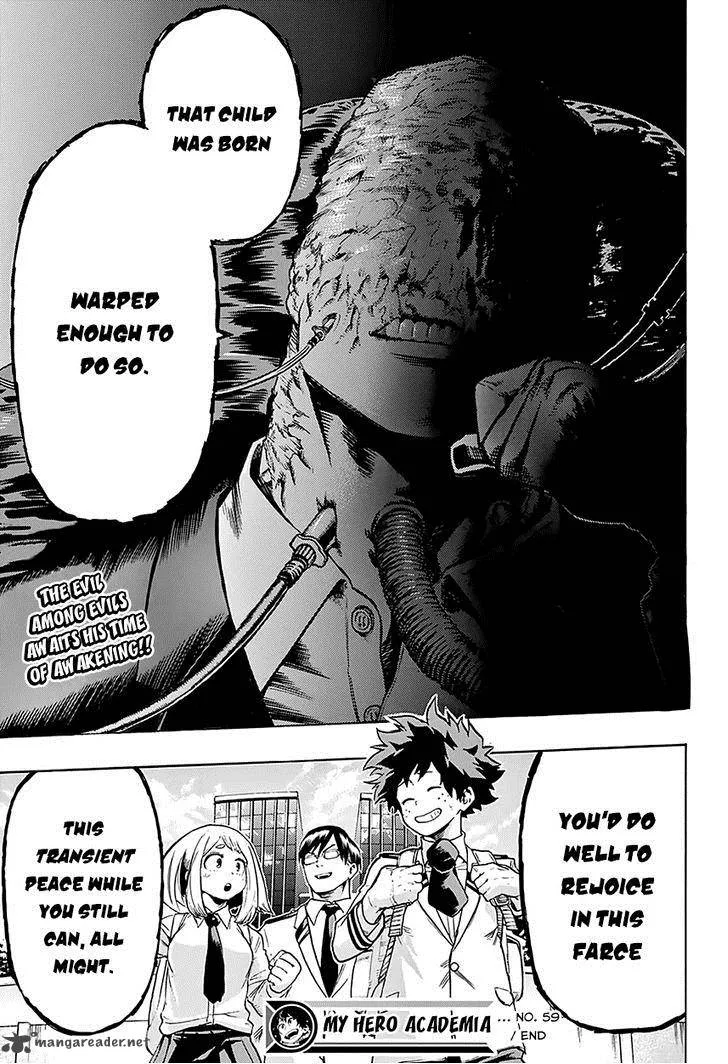 THAT CHILD
WAS BORN
WARPED
ENOUGH TO
DO SO.
THE EVIL
AMONG EVILS
AWAITS HIS TIME
OF AWAKENING!!
YOU'D DO
WELL TO
REJOICE
IN THIS
FARCE
THIS
TRANSIENT
PEACE WHILE
YOU STILL
CAN, ALL
MIGHT.
MY HERO ACADEMIA ... NO. 59
/ END
mangareader.net